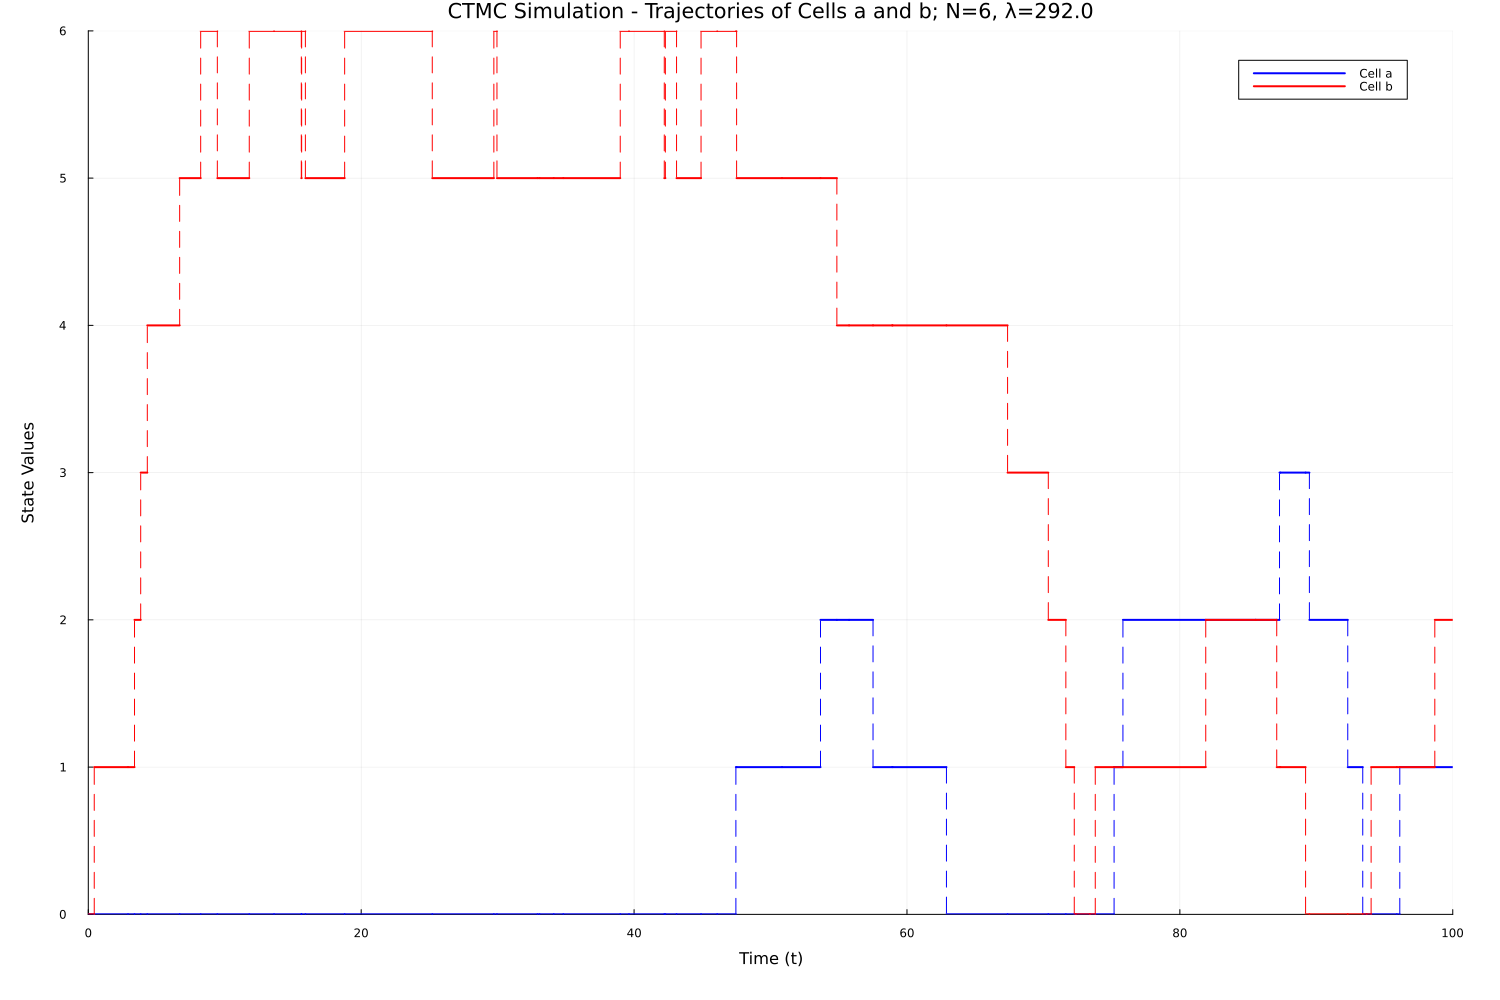 CTMC Simulation - Trajectories of Cells a and b; N=6, λ=292.0
Cell a
Cell b
State Values
6
5
4
3
2
1
0
0 20 40 60 80 100
Time (t)